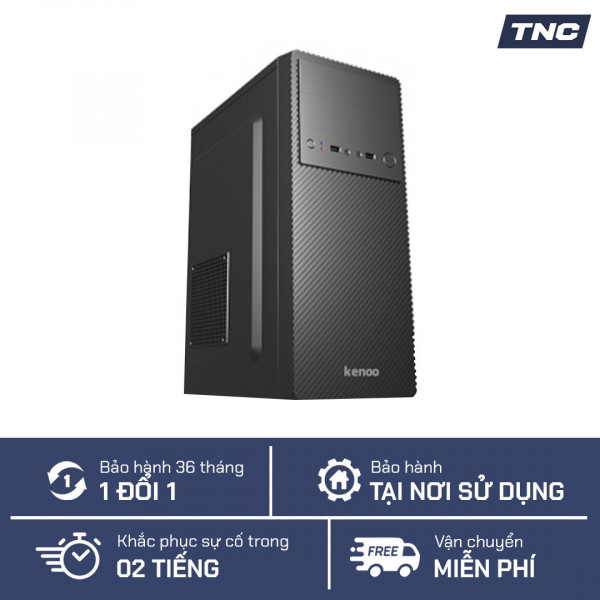 TNC
kenoo
1
Bảo hành 36 tháng
1 ĐỔI 1
Bảo hành
TẠI NƠI SỬ DỤNG
Khắc phục sự cố trong
02 TIẾNG
FREE
Vận chuyển
MIỄN PHÍ